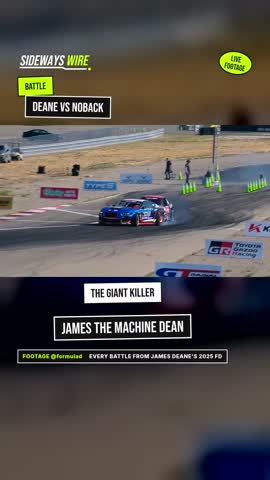 SIDEWAYS WIRE.
LIVE
FOOTAGE
BATTLE
DEANE VS NOBACK
TYPE S
K
GR TOYOTA
GAZOO
Racing
THE GIANT KILLER
JAMES THE MACHINE DEAN
FOOTAGE @formulad EVERY BATTLE FROM JAMES DEANE'S 2025 FD